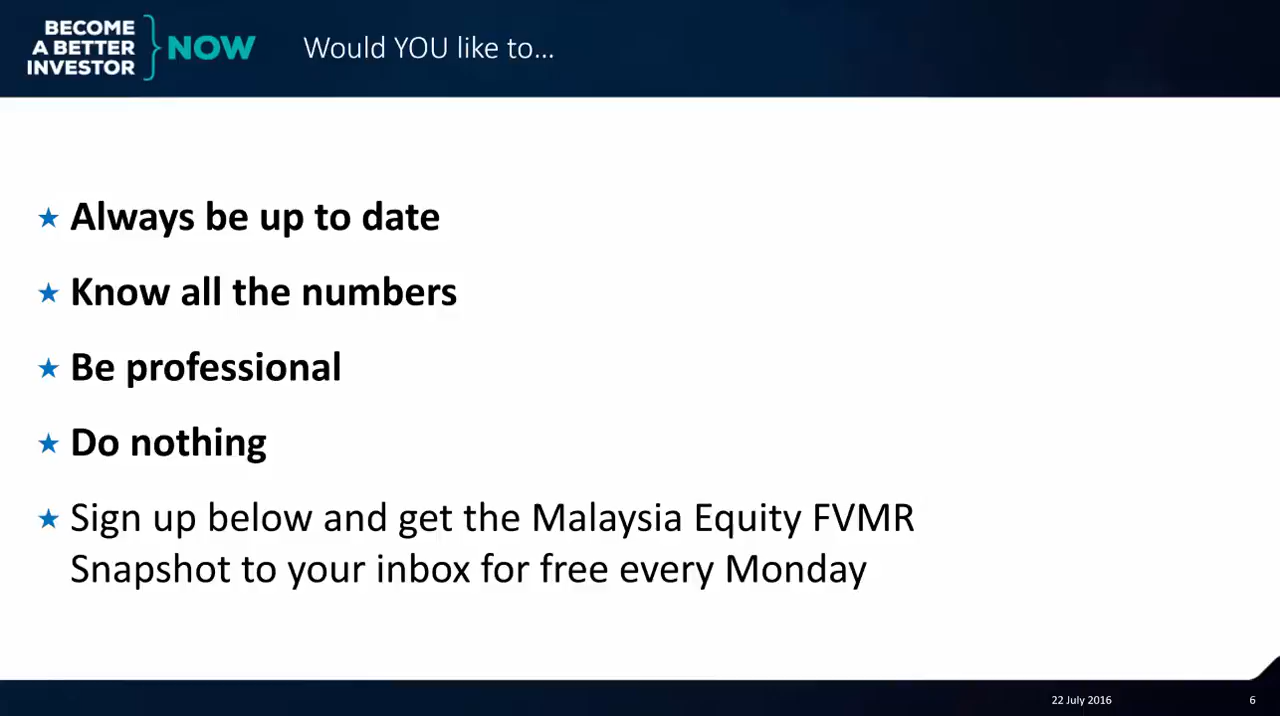 BECOME
A BETTER
INVESTOR
NOW
Would YOU like to...
Always be up to date
Know all the numbers
Be professional
Do nothing
Sign up below and get the Malaysia Equity FVMR
Snapshot to your inbox for free every Monday
22 July 2016
6